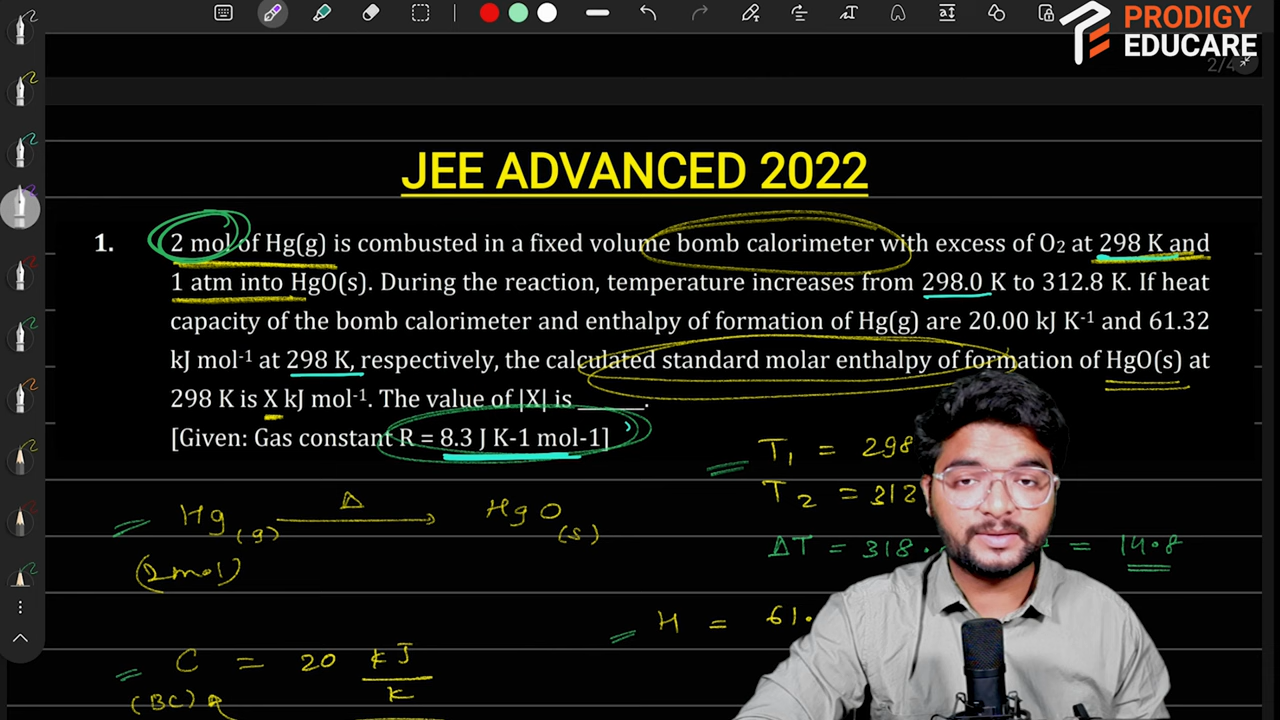 PRODIGY
EDUCARE
2/4
JEE ADVANCED 2022
1. 2 mol of Hg(g) is combusted in a fixed volume bomb calorimeter with excess of O₂ at 298 K and
1 atm into HgO(s). During the reaction, temperature increases from 298.0 K to 312.8 K. If heat
capacity of the bomb calorimeter and enthalpy of formation of Hg(g) are 20.00 kJ K⁻¹ and 61.32
kJ mol⁻¹ at 298 K, respectively, the calculated standard molar enthalpy of formation of HgO(s) at
298 K is X kJ mol⁻¹. The value of |X| is ______.
[Given: Gas constant R = 8.3 J K-1 mol-1]
T₁ = 298
T₂ = 312
Hg(g) Δ→ HgO(s)
ΔT = 318. = 14.8
(2mol)
H = 61.
C = 20 kJ/K
(BC)